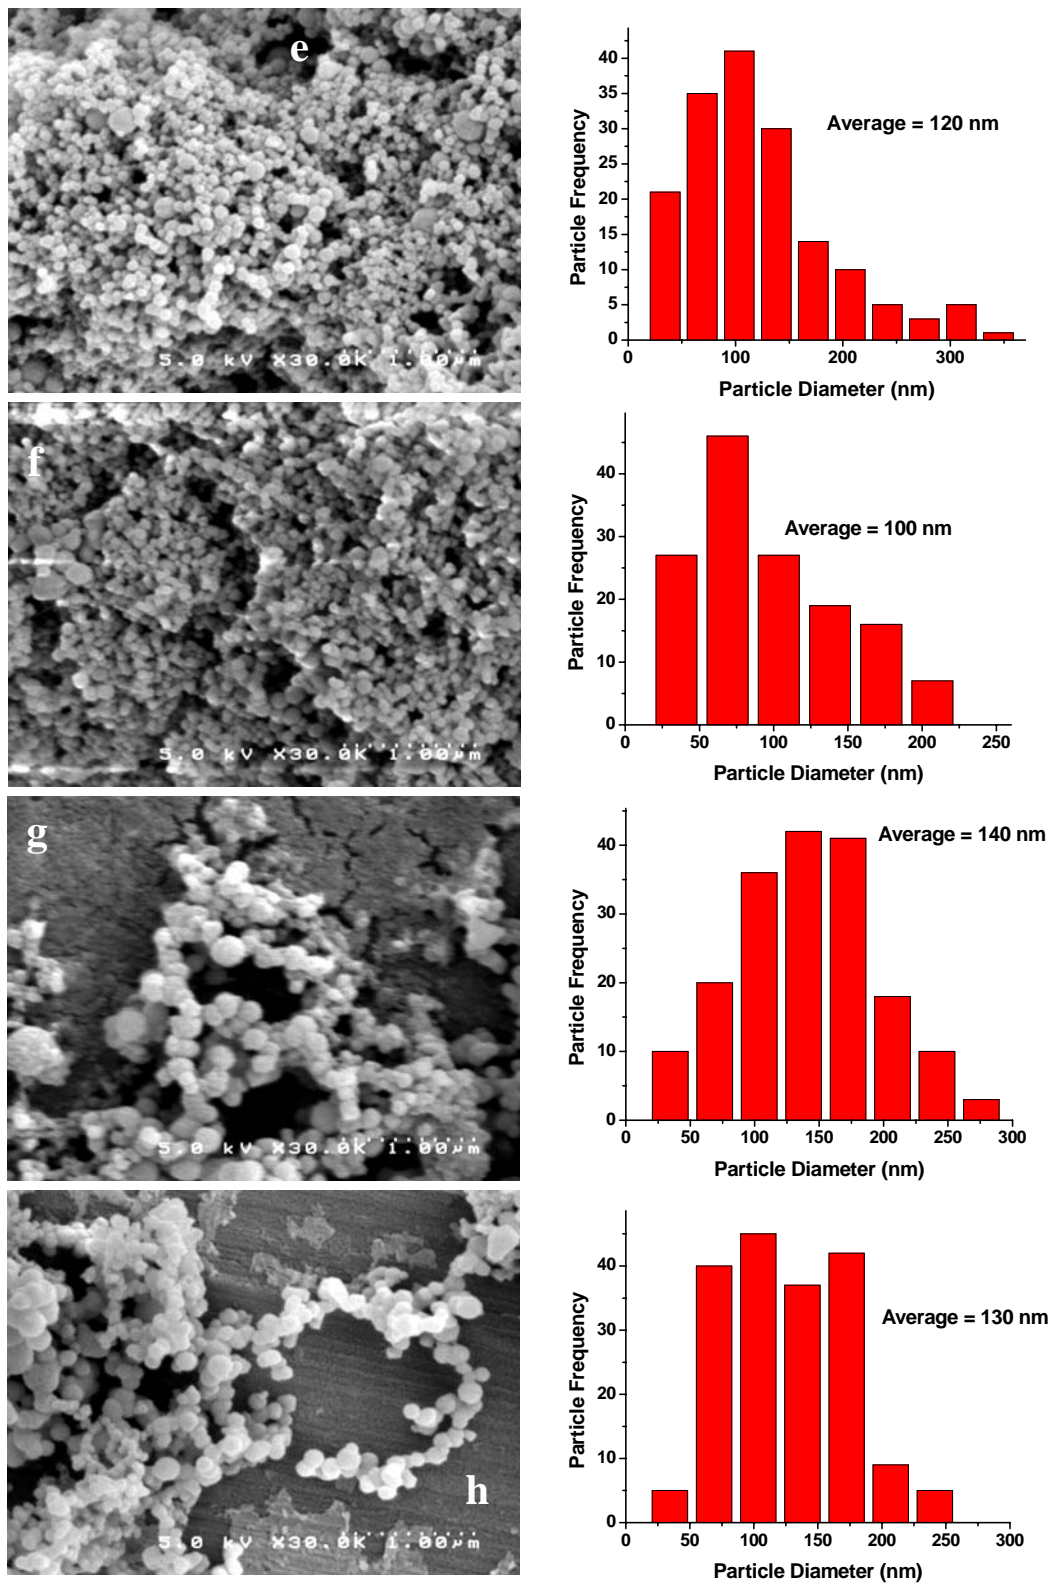 e
5.0 kV X30.0K 1.00µm
40
35
30
25
20
15
10
5
0
0 100 200 300
Particle Frequency
Average = 120 nm
Particle Diameter (nm)
f
5.0 kV X30.0K 1.00µm
40
30
20
10
0
0 50 100 150 200 250
Particle Frequency
Average = 100 nm
Particle Diameter (nm)
g
5.0 kV X30.0K 1.00µm
40
30
20
10
0
0 50 100 150 200 250 300
Particle Frequency
Average = 140 nm
Particle Diameter (nm)
h
5.0 kV X30.0K 1.00µm
40
30
20
10
0
0 50 100 150 200 250 300
Particle Frequency
Average = 130 nm
Particle Diameter (nm)